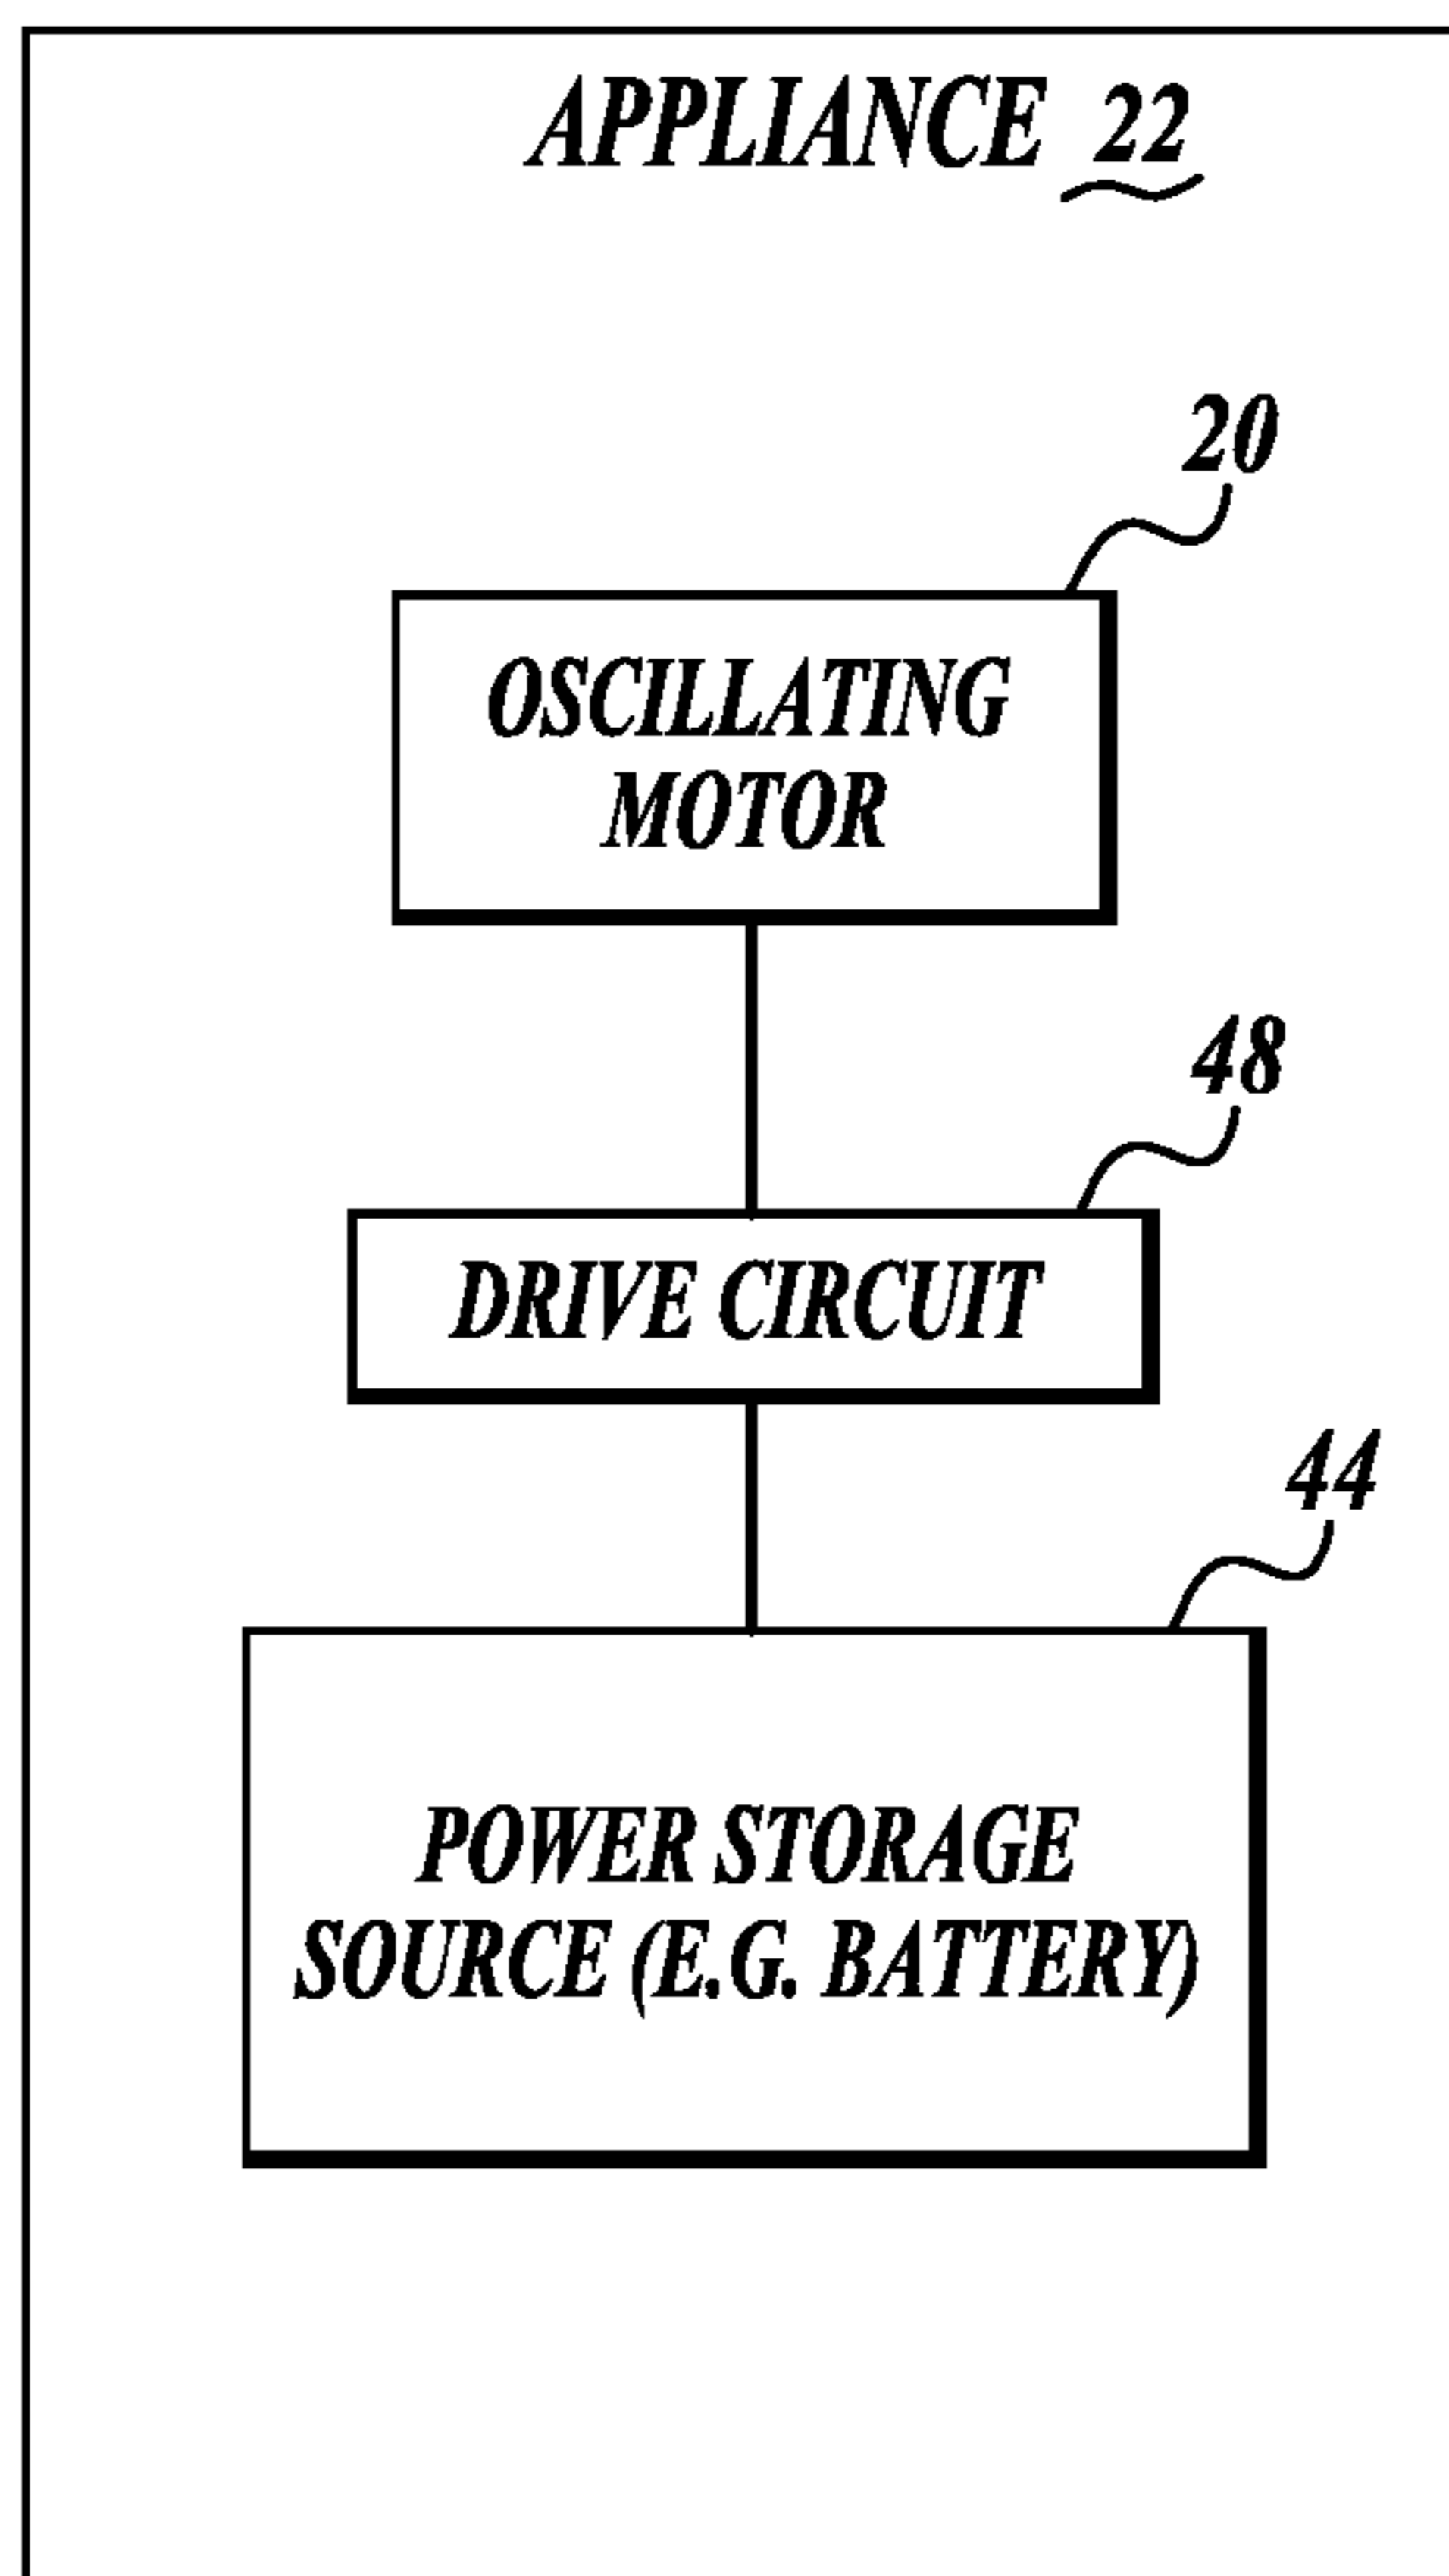 APPLIANCE 22
20
OSCILLATING
MOTOR
48
DRIVE CIRCUIT
44
POWER STORAGE
SOURCE (E.G. BATTERY)